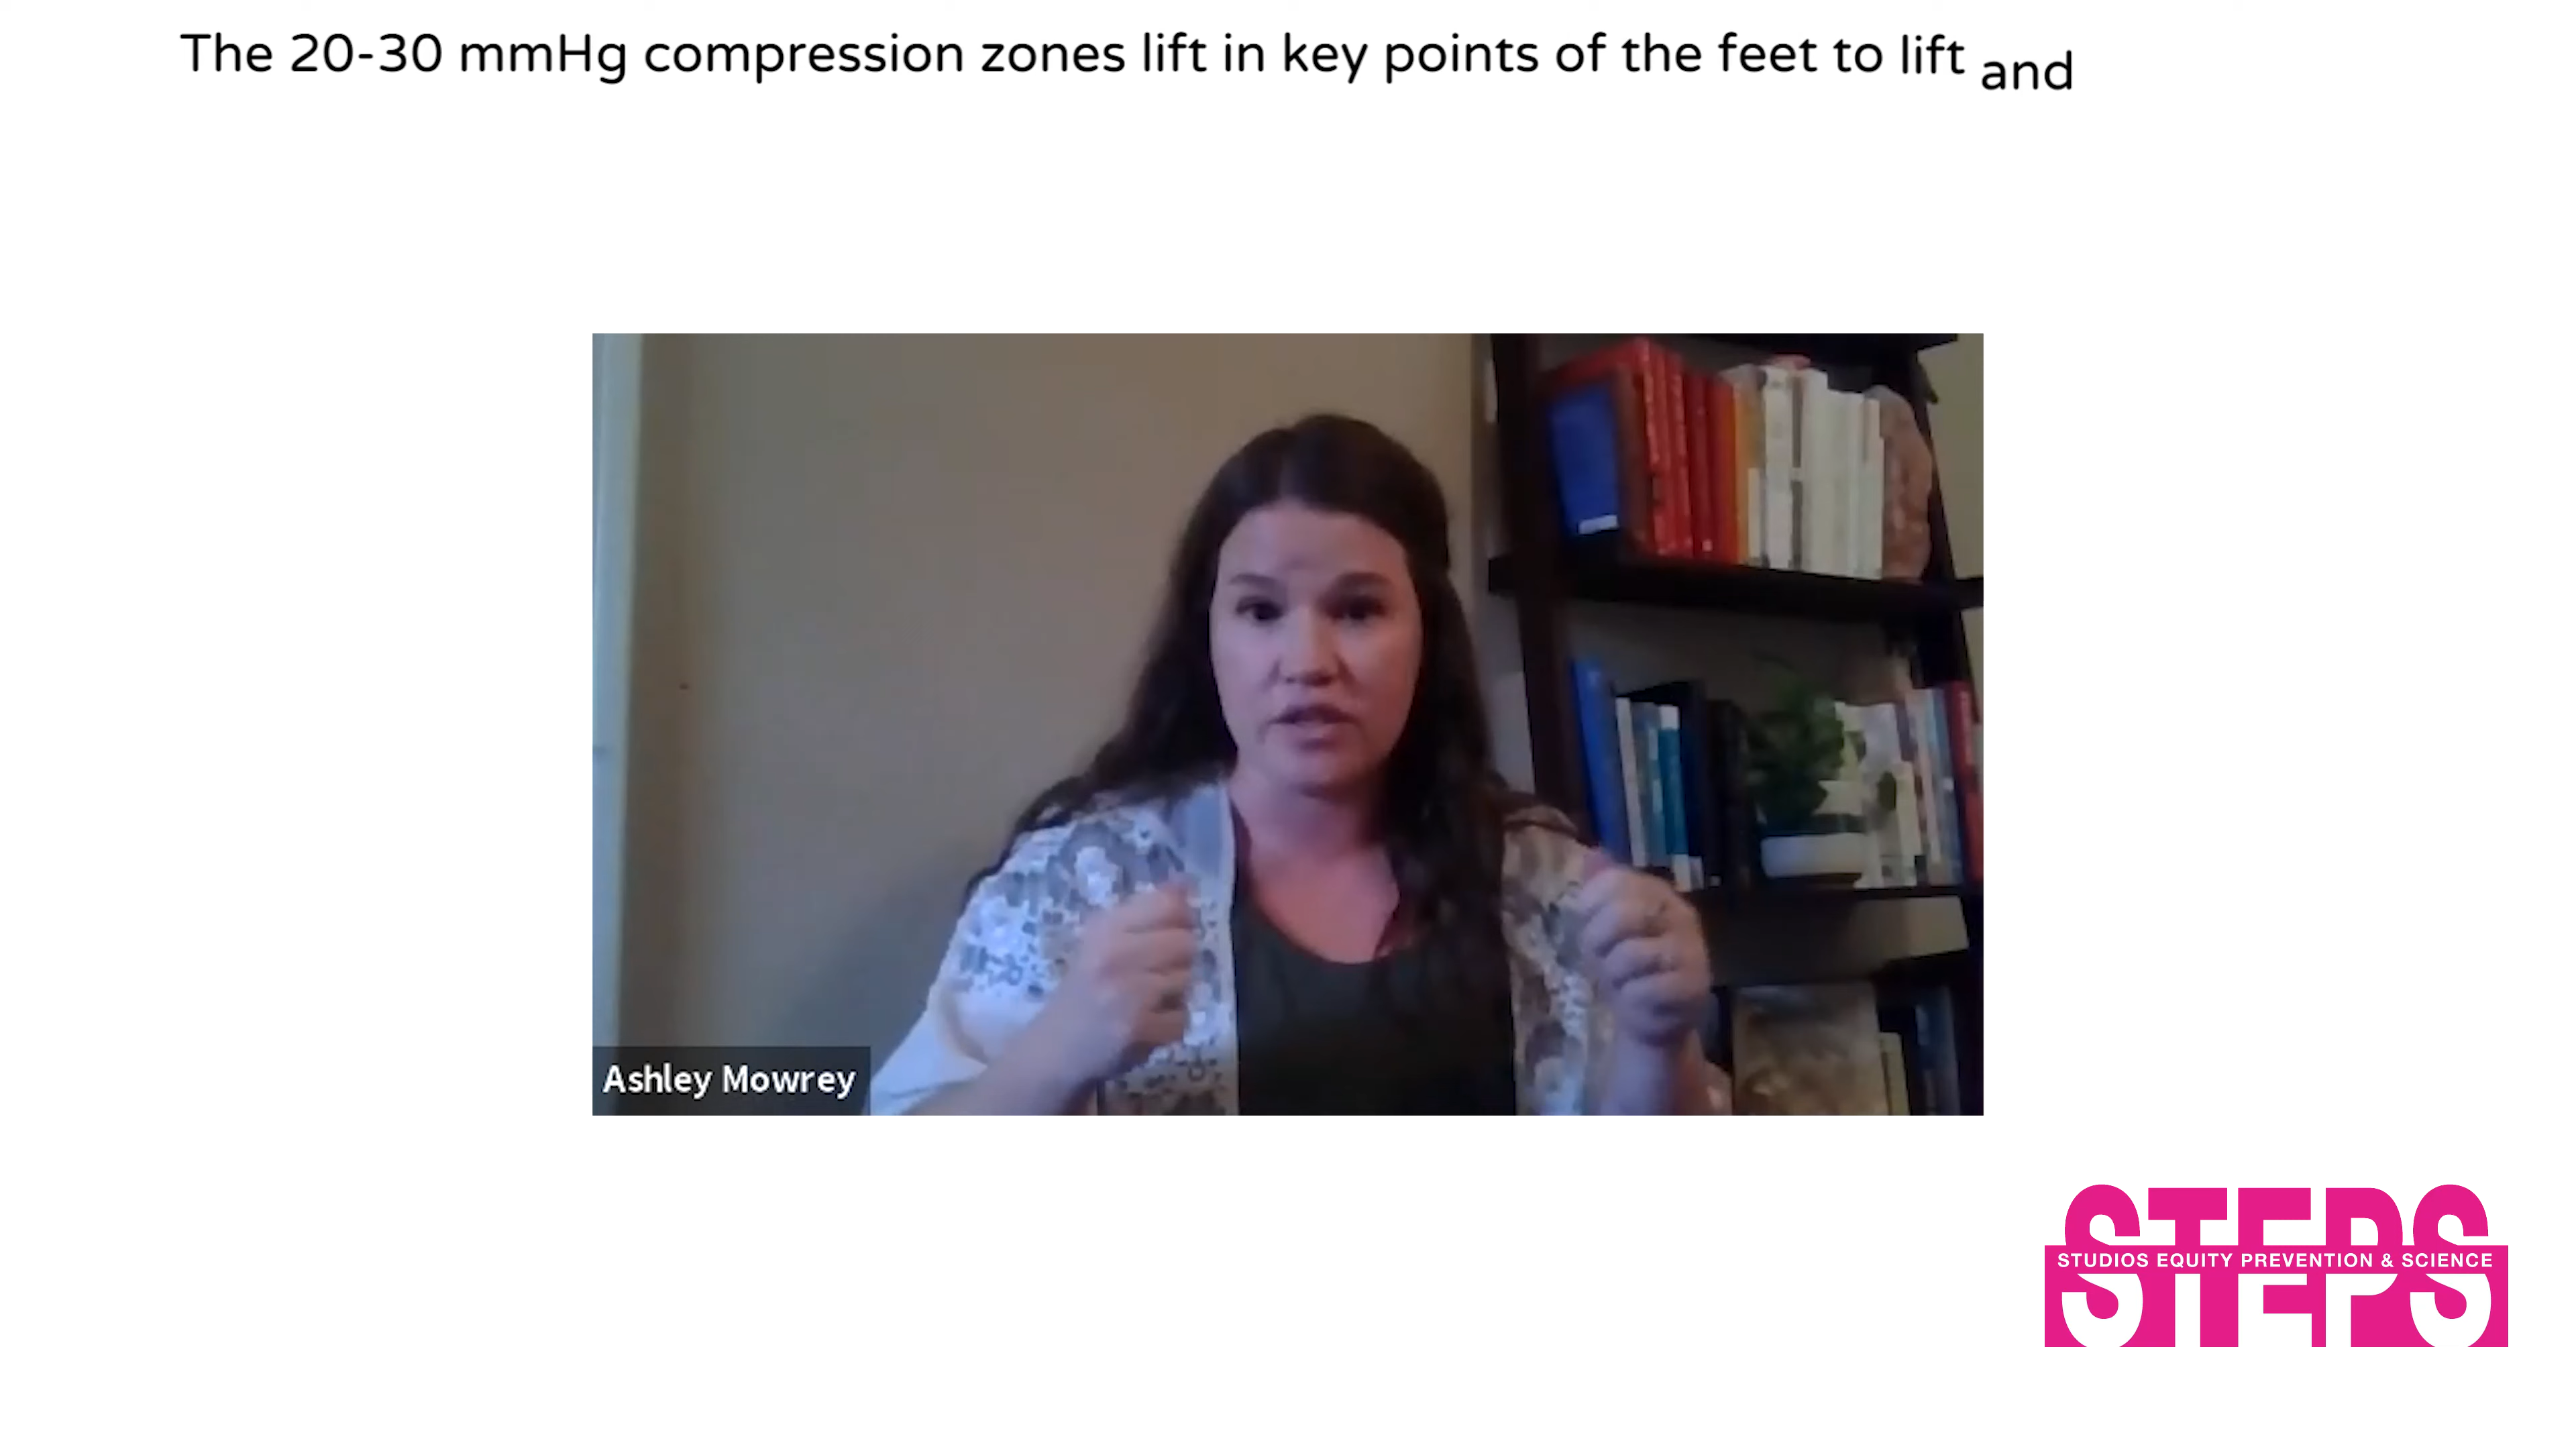 The 20-30 mmHg compression zones lift in key points of the feet to lift and
Ashley Mowrey
STEPS
STUDIOS EQUITY PREVENTION & SCIENCE